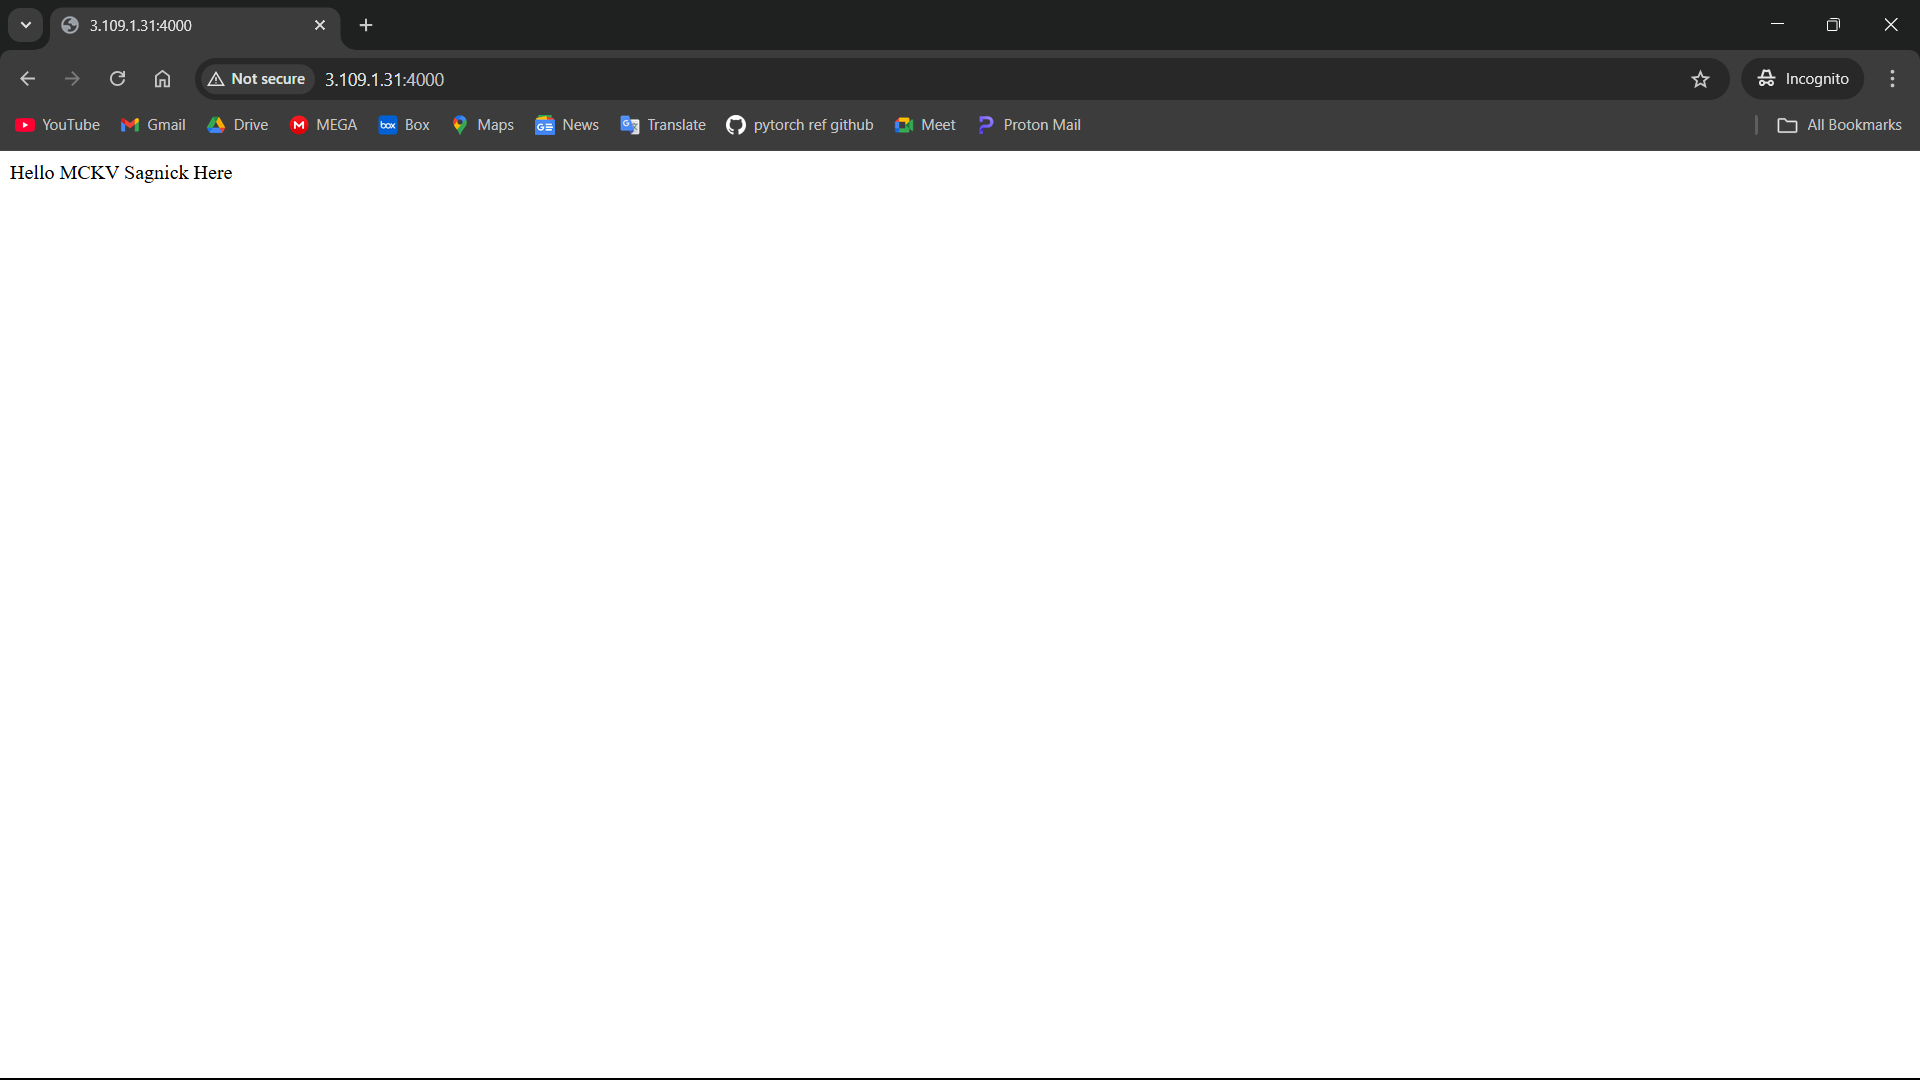 3.109.1.31:4000
Not secure
3.109.1.31:4000
Incognito
YouTube
Gmail
Drive
MEGA
box
Box
Maps
News
Translate
pytorch ref github
Meet
Proton Mail
All Bookmarks
Hello MCKV Sagnick Here